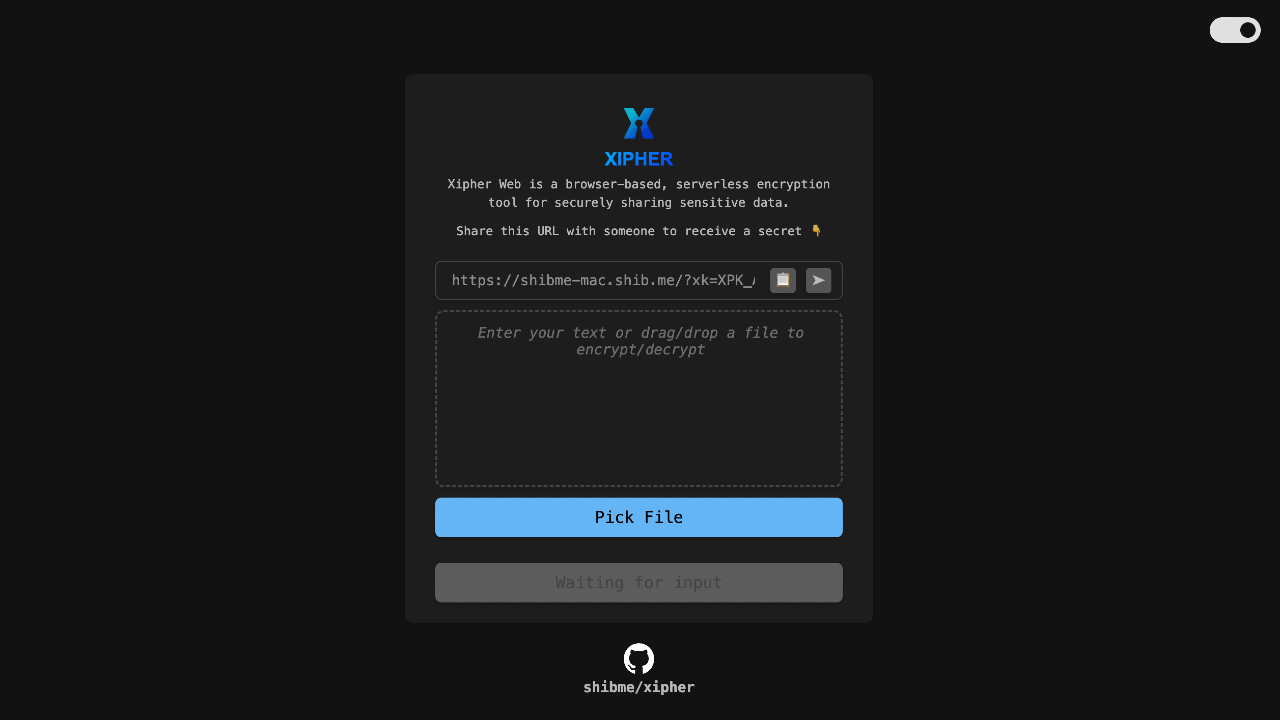 XIPHER
Xipher Web is a browser-based, serverless encryption
tool for securely sharing sensitive data.
Share this URL with someone to receive a secret 👇
https://shibme-mac.shib.me/?xk=XPK_
Enter your text or drag/drop a file to
encrypt/decrypt
Pick File
Waiting for input
shibme/xipher